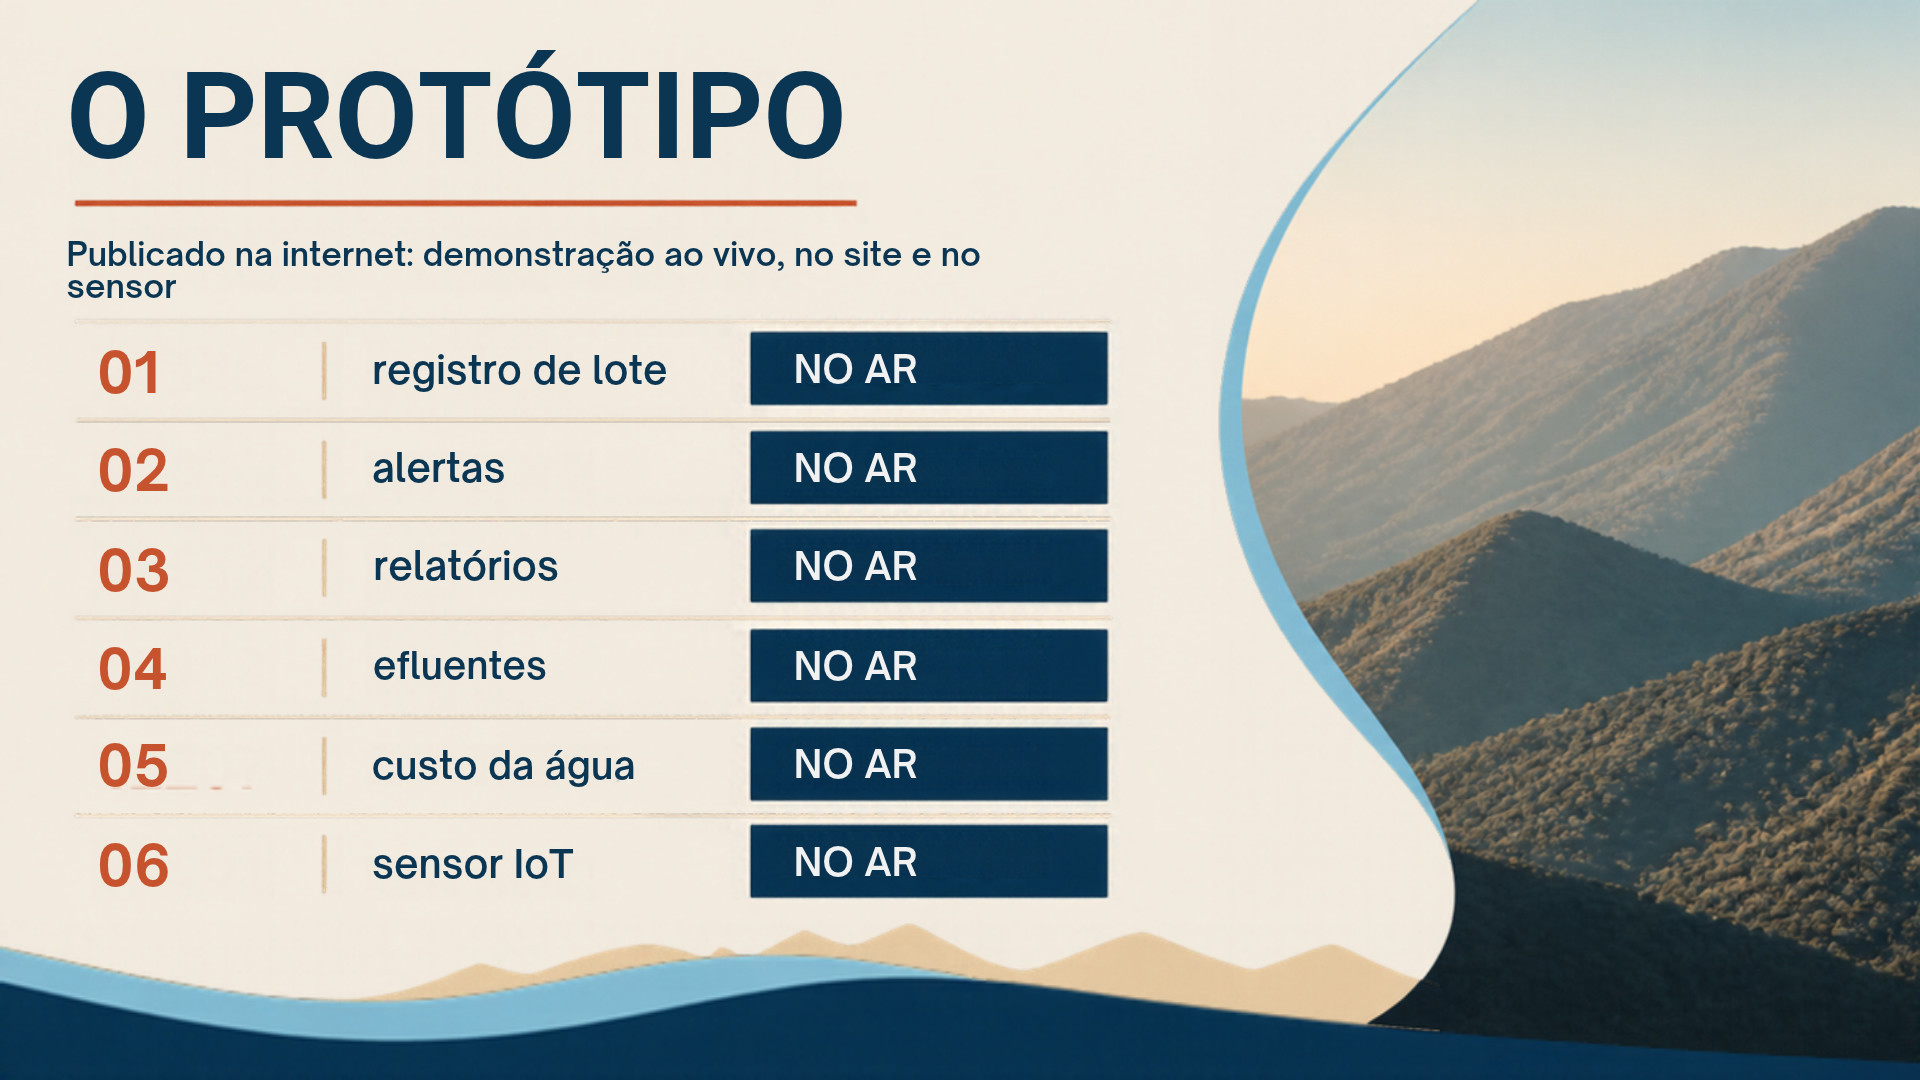 O PROTÓTIPO
Publicado na internet: demonstração ao vivo, no site e no
sensor
01 registro de lote NO AR
02 alertas NO AR
03 relatórios NO AR
04 efluentes NO AR
05 custo da água NO AR
06 sensor IoT NO AR